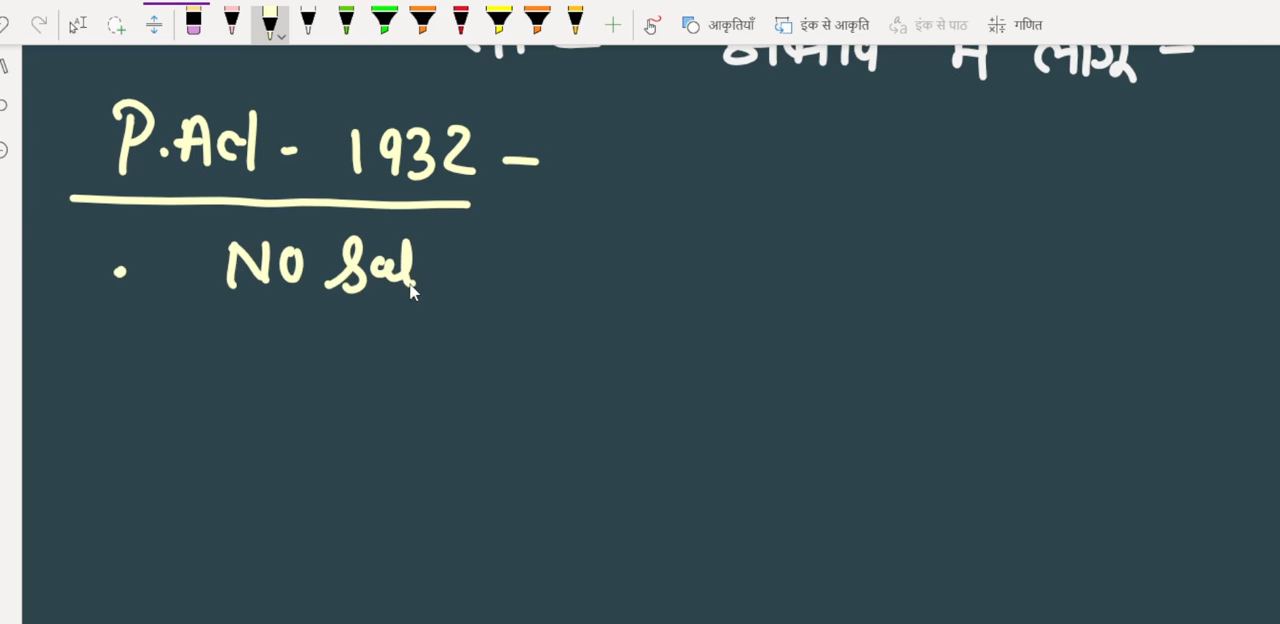 आकृतियाँ इंक से आकृति इंक से पाठ गणित
में लागू -
P.Act - 1932 -
. NO Sal